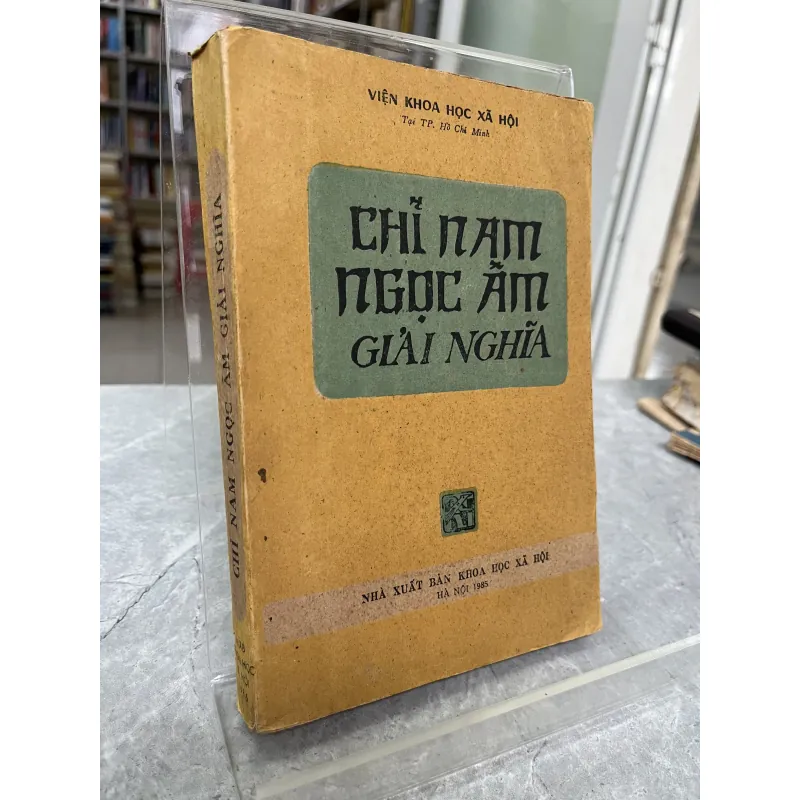 VIỆN KHOA HỌC XÃ HỘI
Tại TP. Hồ Chí Minh
CHỈ NAM
NGỌC ÂM
GIẢI NGHĨA
NHÀ XUẤT BẢN KHOA HỌC XÃ HỘI
HÀ NỘI 1985
CHỈ NAM NGỌC ÂM GIẢI NGHĨA